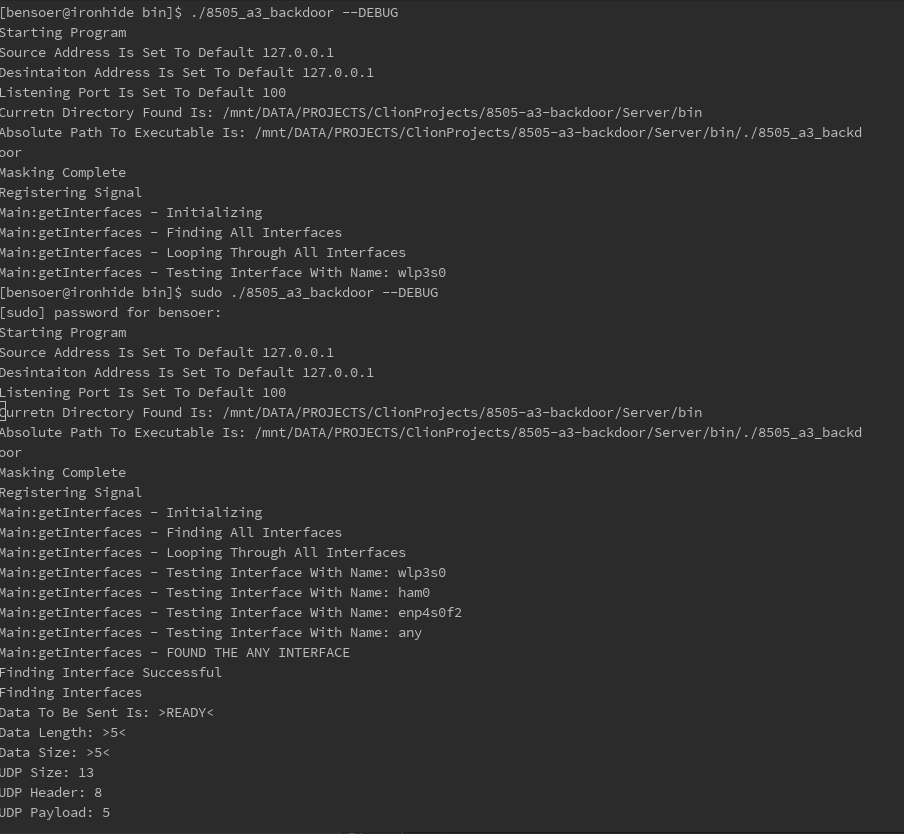 [bensoer@ironhide bin]$ ./8505_a3_backdoor --DEBUG
Starting Program
Source Address Is Set To Default 127.0.0.1
Desintaiton Address Is Set To Default 127.0.0.1
Listening Port Is Set To Default 100
Curretn Directory Found Is: /mnt/DATA/PROJECTS/ClionProjects/8505-a3-backdoor/Server/bin
Absolute Path To Executable Is: /mnt/DATA/PROJECTS/ClionProjects/8505-a3-backdoor/Server/bin/./8505_a3_backd
oor
Masking Complete
Registering Signal
Main:getInterfaces - Initializing
Main:getInterfaces - Finding All Interfaces
Main:getInterfaces - Looping Through All Interfaces
Main:getInterfaces - Testing Interface With Name: wlp3s0
[bensoer@ironhide bin]$ sudo ./8505_a3_backdoor --DEBUG
[sudo] password for bensoer:
Starting Program
Source Address Is Set To Default 127.0.0.1
Desintaiton Address Is Set To Default 127.0.0.1
Listening Port Is Set To Default 100
Curretn Directory Found Is: /mnt/DATA/PROJECTS/ClionProjects/8505-a3-backdoor/Server/bin
Absolute Path To Executable Is: /mnt/DATA/PROJECTS/ClionProjects/8505-a3-backdoor/Server/bin/./8505_a3_backd
oor
Masking Complete
Registering Signal
Main:getInterfaces - Initializing
Main:getInterfaces - Finding All Interfaces
Main:getInterfaces - Looping Through All Interfaces
Main:getInterfaces - Testing Interface With Name: wlp3s0
Main:getInterfaces - Testing Interface With Name: ham0
Main:getInterfaces - Testing Interface With Name: enp4s0f2
Main:getInterfaces - Testing Interface With Name: any
Main:getInterfaces - FOUND THE ANY INTERFACE
Finding Interface Successful
Finding Interfaces
Data To Be Sent Is: >READY<
Data Length: >5<
Data Size: >5<
UDP Size: 13
UDP Header: 8
UDP Payload: 5